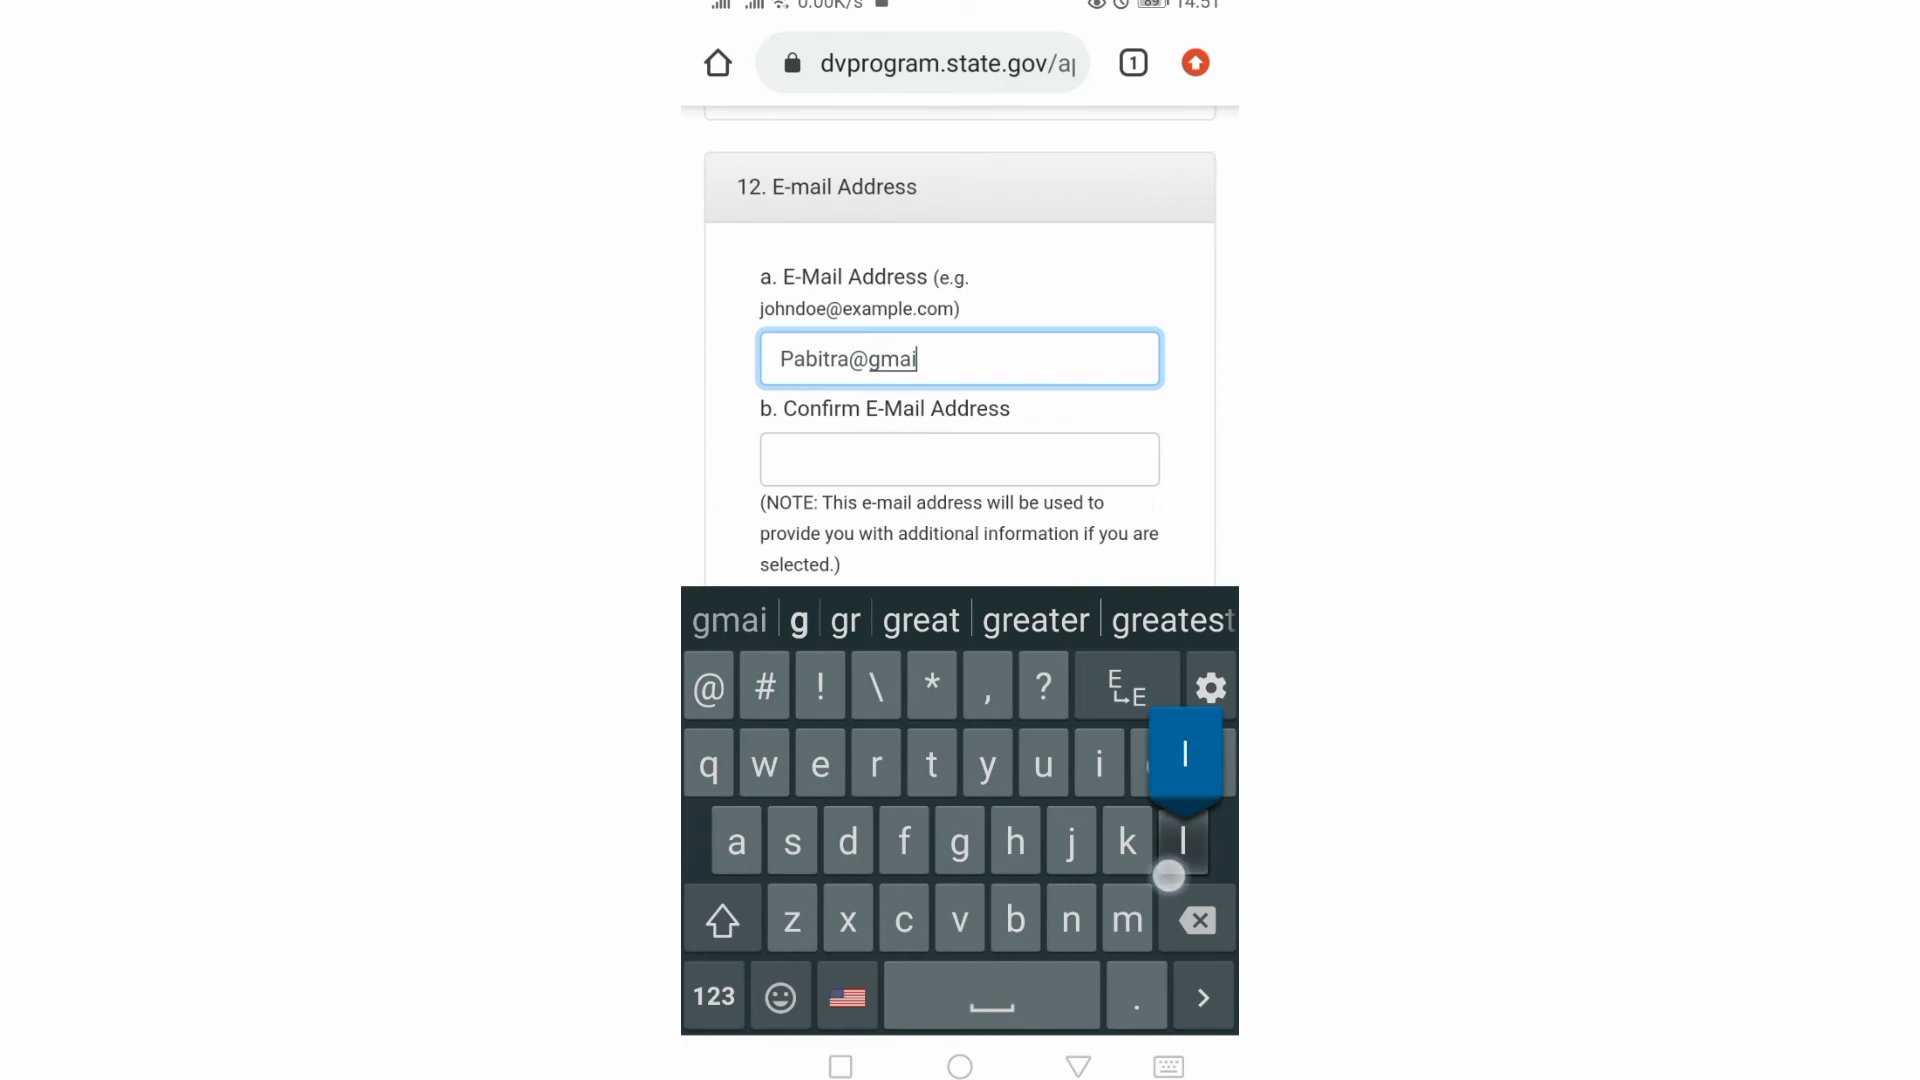 0.00K/s 89 14:51
dvprogram.state.gov/a 1
12. E-mail Address
a. E-Mail Address (e.g.
johndoe@example.com)
Pabitra@gmai
b. Confirm E-Mail Address
(NOTE: This e-mail address will be used to
provide you with additional information if you are
selected.)
gmai g gr great greater greatest
@ # ! \ * , ? E E
q w e r t y u i l
a s d f g h j k l
z x c v b n m
123 .